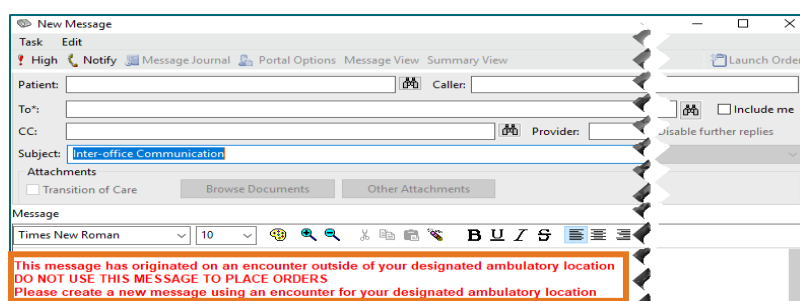 New Message
Task Edit
! High Notify Message Journal Portal Options Message View Summary View Launch Order
Patient: Caller:
To*: Include me
CC: Provider: Disable further replies
Subject: Inter-office Communication
Attachments
Transition of Care Browse Documents Other Attachments
Message
Times New Roman 10 B U I S
This message has originated on an encounter outside of your designated ambulatory location
DO NOT USE THIS MESSAGE TO PLACE ORDERS
Please create a new message using an encounter for your designated ambulatory location